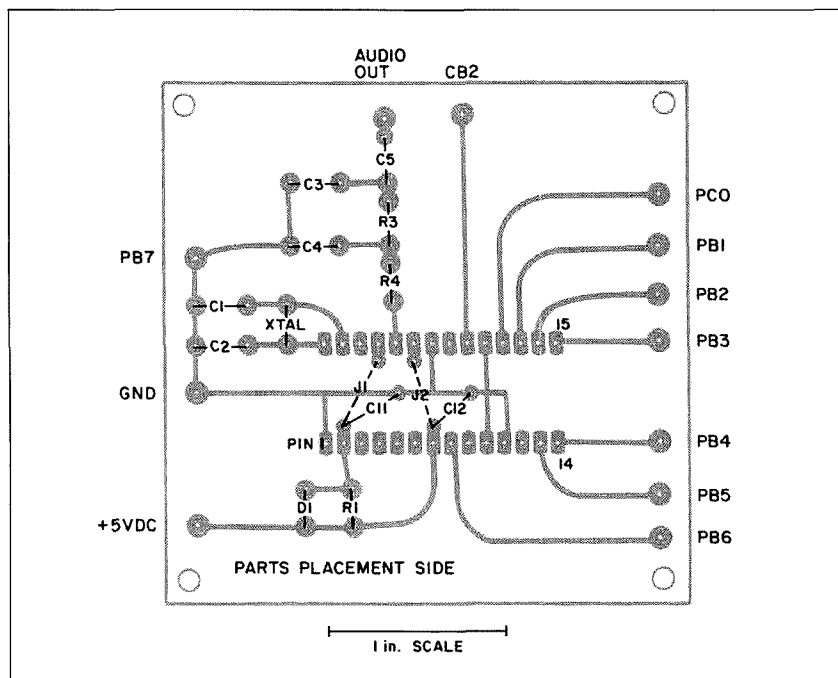 AUDIO
OUT
CB2
C5
C3
PC0
R3
PB1
PB7
C4
R4
PB2
C1
XTAL
15
PB3
C2
GND
J1
J2
C11
C12
PIN 1
PB4
14
PB5
D1
R1
+5VDC
PB6
PARTS PLACEMENT SIDE
1 in. SCALE